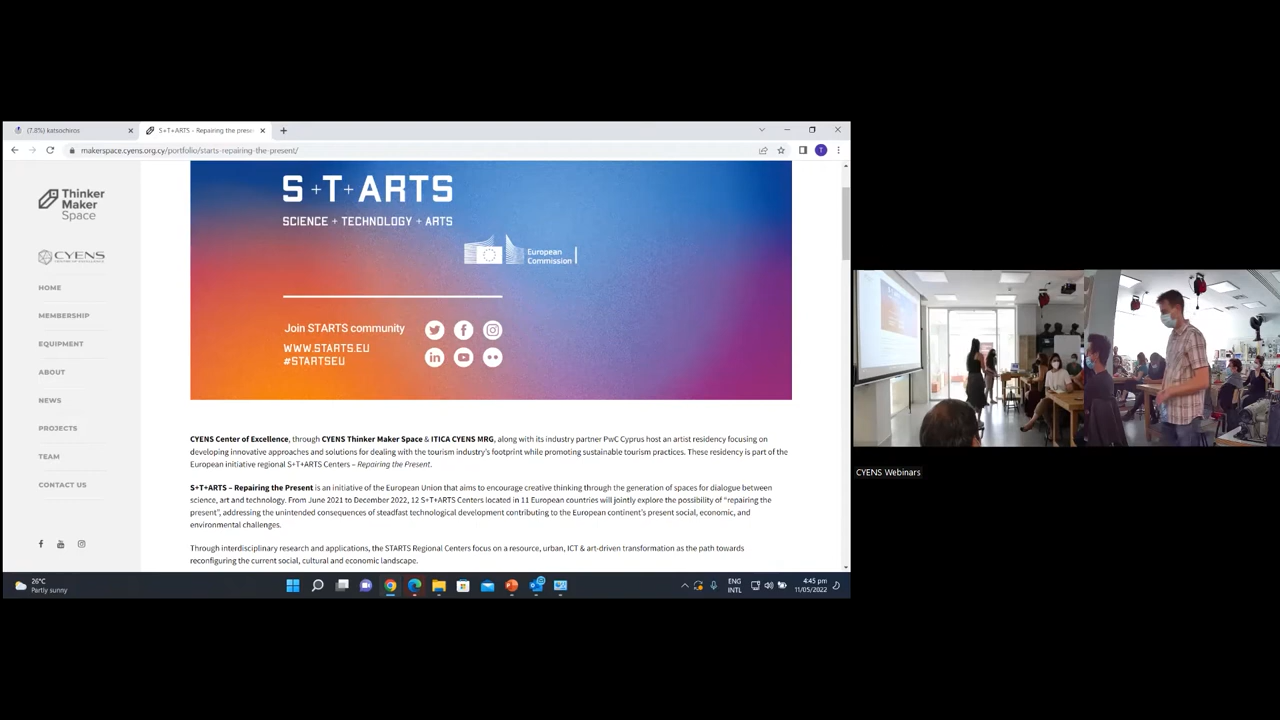 (7.8%) katsochiros
S+T+ARTS – Repairing the prese
makerspace.cyens.org.cy/portfolio/starts-repairing-the-present/
T
Thinker
Maker
Space
CYENS
HOME
MEMBERSHIP
EQUIPMENT
ABOUT
NEWS
PROJECTS
TEAM
CONTACT US
S+T+ARTS
SCIENCE + TECHNOLOGY + ARTS
European
Commission
Join STARTS community
WWW.STARTS.EU
#STARTSEU
CYENS Center of Excellence, through CYENS Thinker Maker Space & ITICA CYENS MRG, along with its industry partner PwC Cyprus host an artist residency focusing on
developing innovative approaches and solutions for dealing with the tourism industry's footprint while promoting sustainable tourism practices. These residency is part of the
European initiative regional S+T+ARTS Centers – Repairing the Present.
S+T+ARTS – Repairing the Present is an initiative of the European Union that aims to encourage creative thinking through the generation of spaces for dialogue between
science, art and technology. From June 2021 to December 2022, 12 S+T+ARTS Centers located in 11 European countries will jointly explore the possibility of "repairing the
present", addressing the unintended consequences of steadfast technological development contributing to the European continent's present social, economic, and
environmental challenges.
Through interdisciplinary research and applications, the STARTS Regional Centers focus on a resource, urban, ICT & art-driven transformation as the path towards
reconfiguring the current social, cultural and economic landscape.
26°C
Partly sunny
ENG
INTL
4:45 pm
11/05/2022
CYENS Webinars